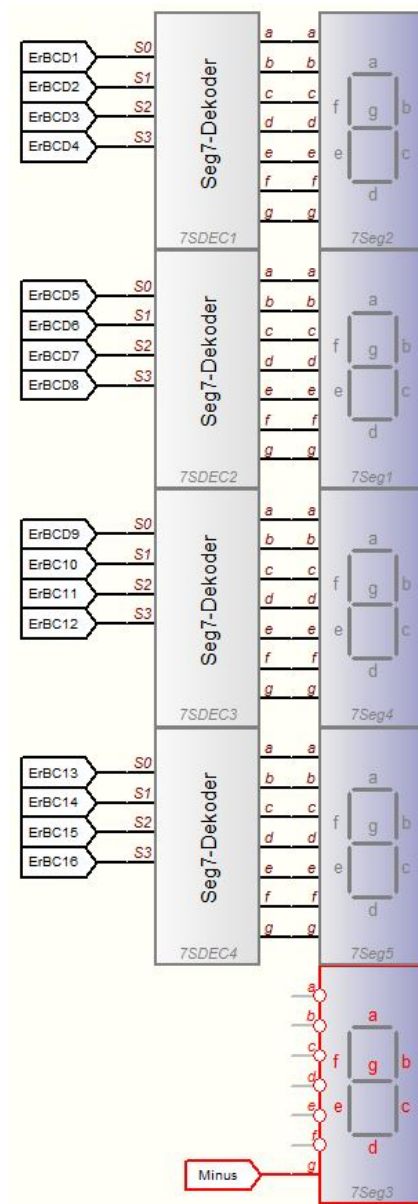 a a
ErBCD1 S0 b b a
ErBCD2 S1 c c f g b
ErBCD3 S2 d d
ErBCD4 S3 e e e c
Seg7-Dekoder f f d
g g
7SDEC1 7Seg2
a a
ErBCD5 S0 b b a
ErBCD6 S1 c c f g b
ErBCD7 S2 d d
ErBCD8 S3 e e e c
Seg7-Dekoder f f d
g g
7SDEC2 7Seg1
a a
ErBCD9 S0 b b a
ErBC10 S1 c c f g b
ErBC11 S2 d d
ErBC12 S3 e e e c
Seg7-Dekoder f f d
g g
7SDEC3 7Seg4
a a
ErBC13 S0 b b a
ErBC14 S1 c c f g b
ErBC15 S2 d d
ErBC16 S3 e e e c
Seg7-Dekoder f f d
g g
7SDEC4 7Seg5
a
b a
c f g b
d
e e c
f d
Minus g
7Seg3